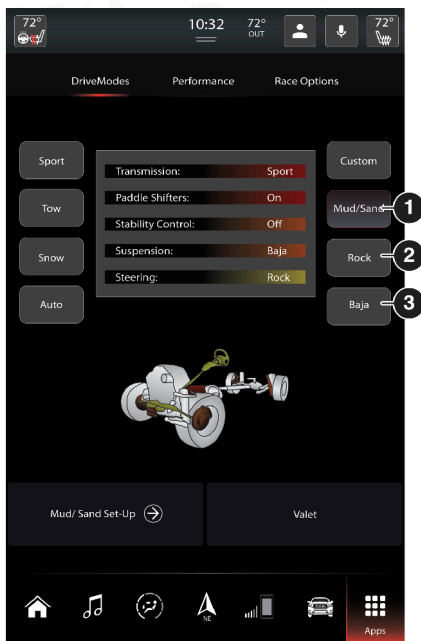 72° 10:32 72° OUT 72°
DriveModes Performance Race Options
Sport
Tow
Snow
Auto
Transmission: Sport
Paddle Shifters: On
Stability Control: Off
Suspension: Baja
Steering: Rock
Custom
Mud/Sand 1
Rock 2
Baja 3
Mud/ Sand Set-Up Valet
NE
Apps